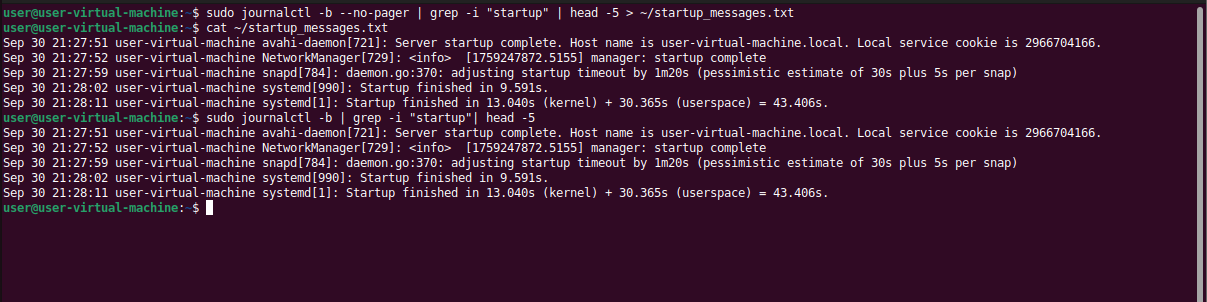 user@user-virtual-machine:~$ sudo journalctl -b --no-pager | grep -i "startup" | head -5 > ~/startup_messages.txt
user@user-virtual-machine:~$ cat ~/startup_messages.txt
Sep 30 21:27:51 user-virtual-machine avahi-daemon[721]: Server startup complete. Host name is user-virtual-machine.local. Local service cookie is 2966704166.
Sep 30 21:27:52 user-virtual-machine NetworkManager[729]: <info>  [1759247872.5155] manager: startup complete
Sep 30 21:27:59 user-virtual-machine snapd[784]: daemon.go:370: adjusting startup timeout by 1m20s (pessimistic estimate of 30s plus 5s per snap)
Sep 30 21:28:02 user-virtual-machine systemd[990]: Startup finished in 9.591s.
Sep 30 21:28:11 user-virtual-machine systemd[1]: Startup finished in 13.040s (kernel) + 30.365s (userspace) = 43.406s.
user@user-virtual-machine:~$ sudo journalctl -b | grep -i "startup"| head -5
Sep 30 21:27:51 user-virtual-machine avahi-daemon[721]: Server startup complete. Host name is user-virtual-machine.local. Local service cookie is 2966704166.
Sep 30 21:27:52 user-virtual-machine NetworkManager[729]: <info>  [1759247872.5155] manager: startup complete
Sep 30 21:27:59 user-virtual-machine snapd[784]: daemon.go:370: adjusting startup timeout by 1m20s (pessimistic estimate of 30s plus 5s per snap)
Sep 30 21:28:02 user-virtual-machine systemd[990]: Startup finished in 9.591s.
Sep 30 21:28:11 user-virtual-machine systemd[1]: Startup finished in 13.040s (kernel) + 30.365s (userspace) = 43.406s.
user@user-virtual-machine:~$